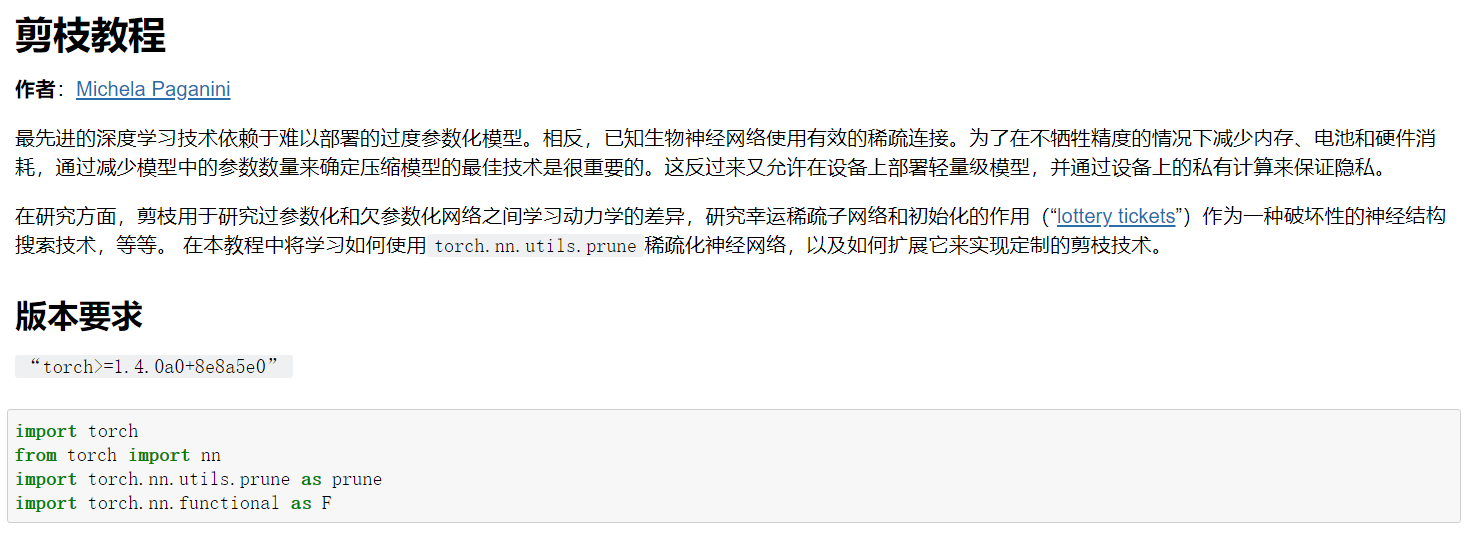 剪枝教程
作者：Michela Paganini
最先进的深度学习技术依赖于难以部署的过度参数化模型。相反，已知生物神经网络使用有效的稀疏连接。为了在不牺牲精度的情况下减少内存、电池和硬件消
耗，通过减少模型中的参数数量来确定压缩模型的最佳技术是很重要的。这反过来又允许在设备上部署轻量级模型，并通过设备上的私有计算来保证隐私。
在研究方面，剪枝用于研究过参数化和欠参数化网络之间学习动力学的差异，研究幸运稀疏子网络和初始化的作用（“lottery tickets”）作为一种破坏性的神经结构
搜索技术，等等。 在本教程中将学习如何使用 torch.nn.utils.prune 稀疏化神经网络，以及如何扩展它来实现定制的剪枝技术。
版本要求
“torch>=1.4.0a0+8e8a5e0”
import torch
from torch import nn
import torch.nn.utils.prune as prune
import torch.nn.functional as F